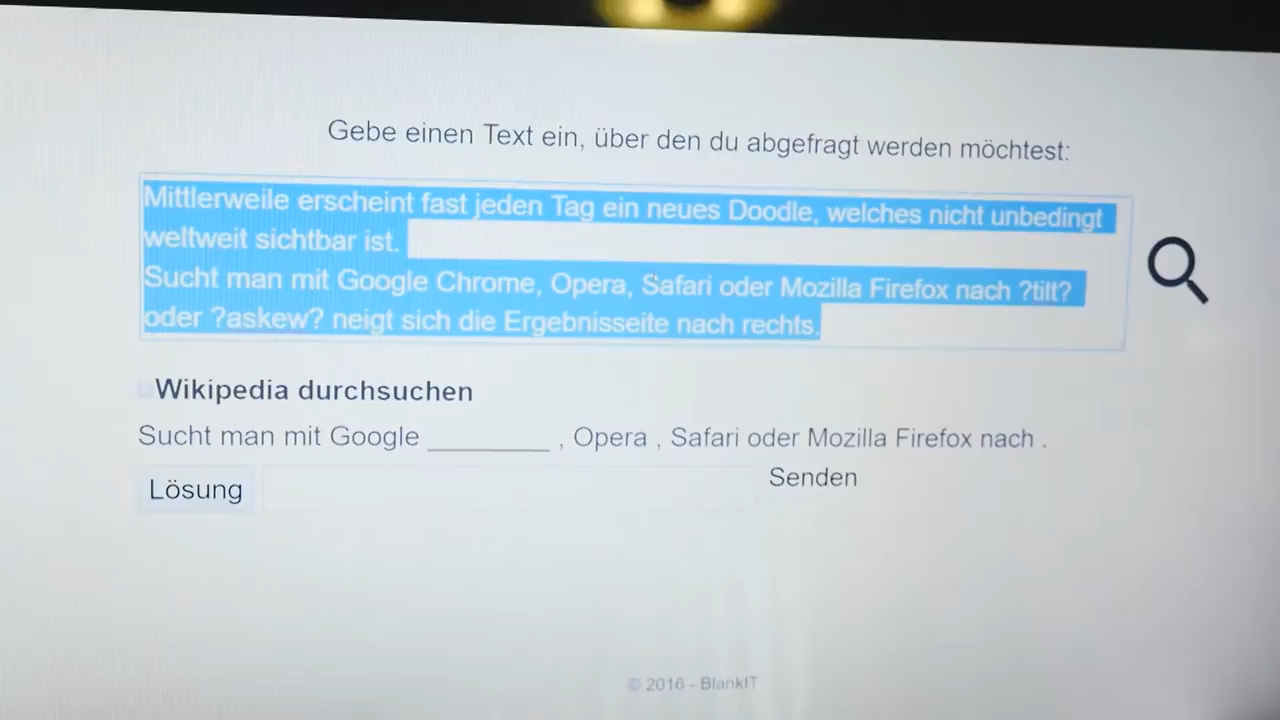 Gebe einen Text ein, über den du abgefragt werden möchtest:
Mittlerweile erscheint fast jeden Tag ein neues Doodle, welches nicht unbedingt
weltweit sichtbar ist.
Sucht man mit Google Chrome, Opera, Safari oder Mozilla Firefox nach ?tilt?
oder ?askew? neigt sich die Ergebnisseite nach rechts.
Wikipedia durchsuchen
Sucht man mit Google _________ , Opera , Safari oder Mozilla Firefox nach .
Lösung Senden
© 2016 - BlankIT